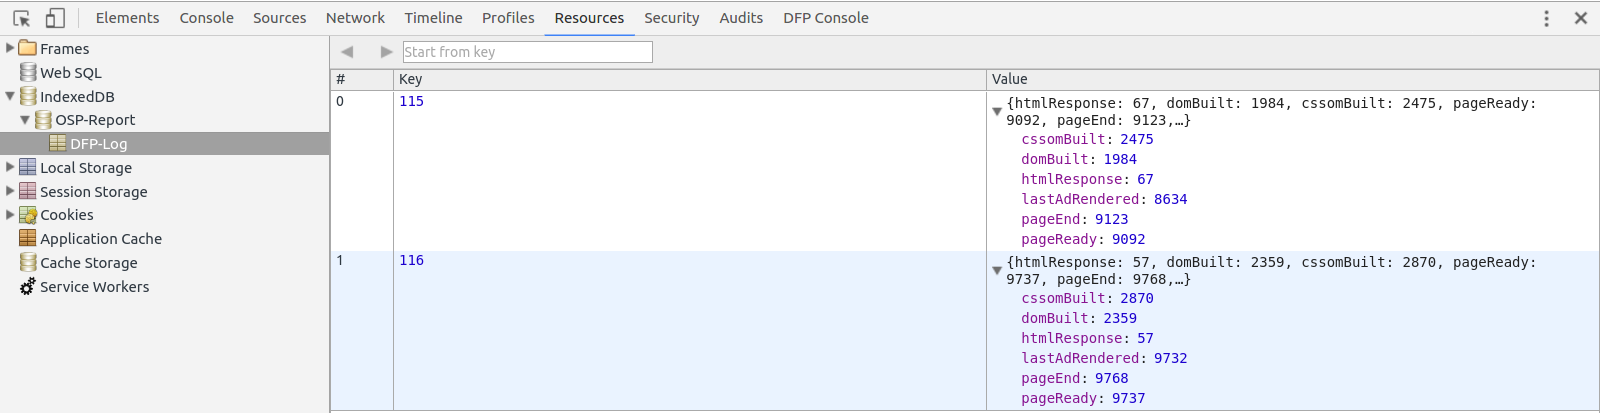 Elements Console Sources Network Timeline Profiles Resources Security Audits DFP Console
Frames
Web SQL
IndexedDB
OSP-Report
DFP-Log
Local Storage
Session Storage
Cookies
Application Cache
Cache Storage
Service Workers
Start from key
# Key Value
0 115 {htmlResponse: 67, domBuilt: 1984, cssomBuilt: 2475, pageReady:
9092, pageEnd: 9123,…}
cssomBuilt: 2475
domBuilt: 1984
htmlResponse: 67
lastAdRendered: 8634
pageEnd: 9123
pageReady: 9092
1 116 {htmlResponse: 57, domBuilt: 2359, cssomBuilt: 2870, pageReady:
9737, pageEnd: 9768,…}
cssomBuilt: 2870
domBuilt: 2359
htmlResponse: 57
lastAdRendered: 9732
pageEnd: 9768
pageReady: 9737